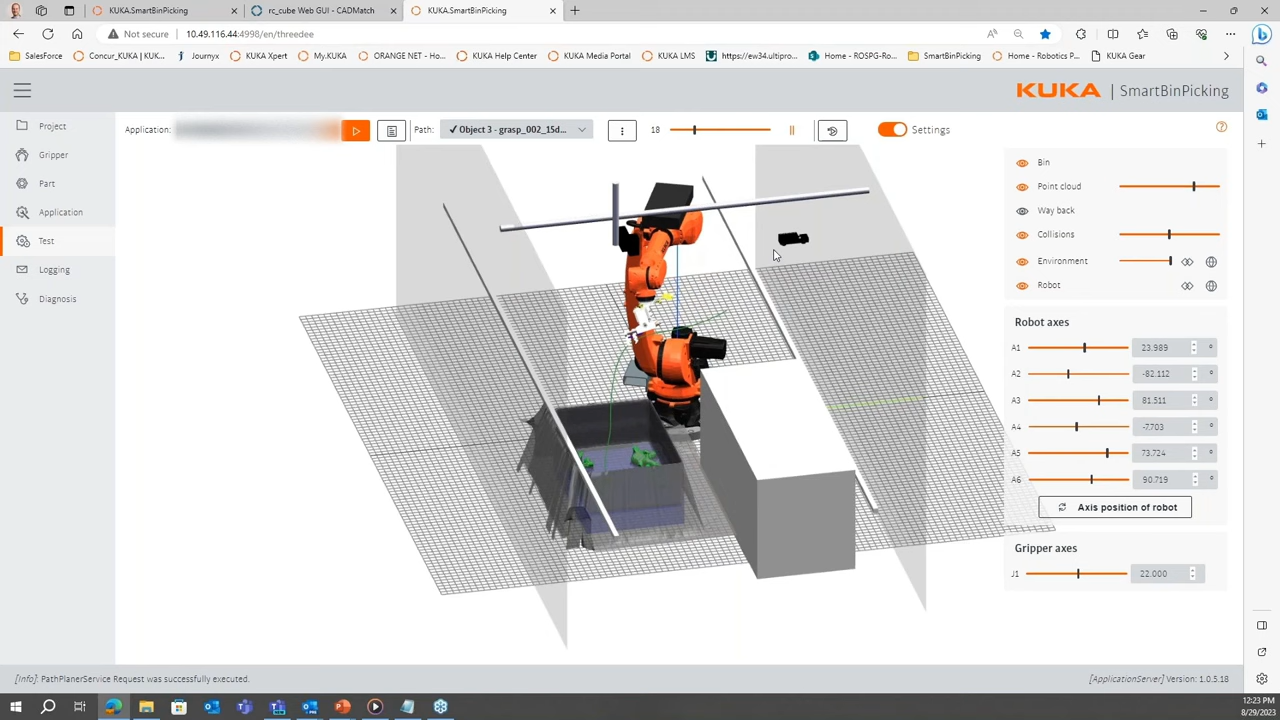 KUKA.SmartBinPicking
rc_cube Web GUI - CADMatch
KUKA.SmartBinPicking
Not secure
10.49.116.44:4998/en/threedee
SalesForce
Concur_KUKA | KUK...
Journyx
KUKA Xpert
My.KUKA
ORANGE NET - Ho...
KUKA Help Center
KUKA Media Portal
KUKA LMS
https://ew34.ultipro...
Home - ROSPG-Ro...
SmartBinPicking
Home - Robotics P...
KUKA Gear
KUKA | SmartBinPicking
Project
Gripper
Part
Application
Test
Logging
Diagnosis
Application:
Path:
✓ Object 3 - grasp_002_15d...
18
Settings
Bin
Point cloud
Way back
Collisions
Environment
Robot
Robot axes
A1 23.989 °
A2 -82.112 °
A3 81.511 °
A4 -7.703 °
A5 73.724 °
A6 90.719 °
Axis position of robot
Gripper axes
J1 22.000
[Info]: PathPlanerService Request was successfully executed.
[ApplicationServer] Version: 1.0.5.18
12:23 PM
8/29/2023